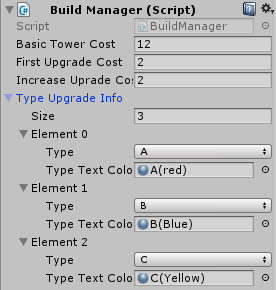 Build Manager (Script)
Script BuildManager
Basic Tower Cost 12
First Upgrade Cost 2
Increase Uprade Cos 2
Type Upgrade Info
Size 3
Element 0
Type A
Type Text Colo A(red)
Element 1
Type B
Type Text Colo B(Blue)
Element 2
Type C
Type Text Colo C(Yellow)